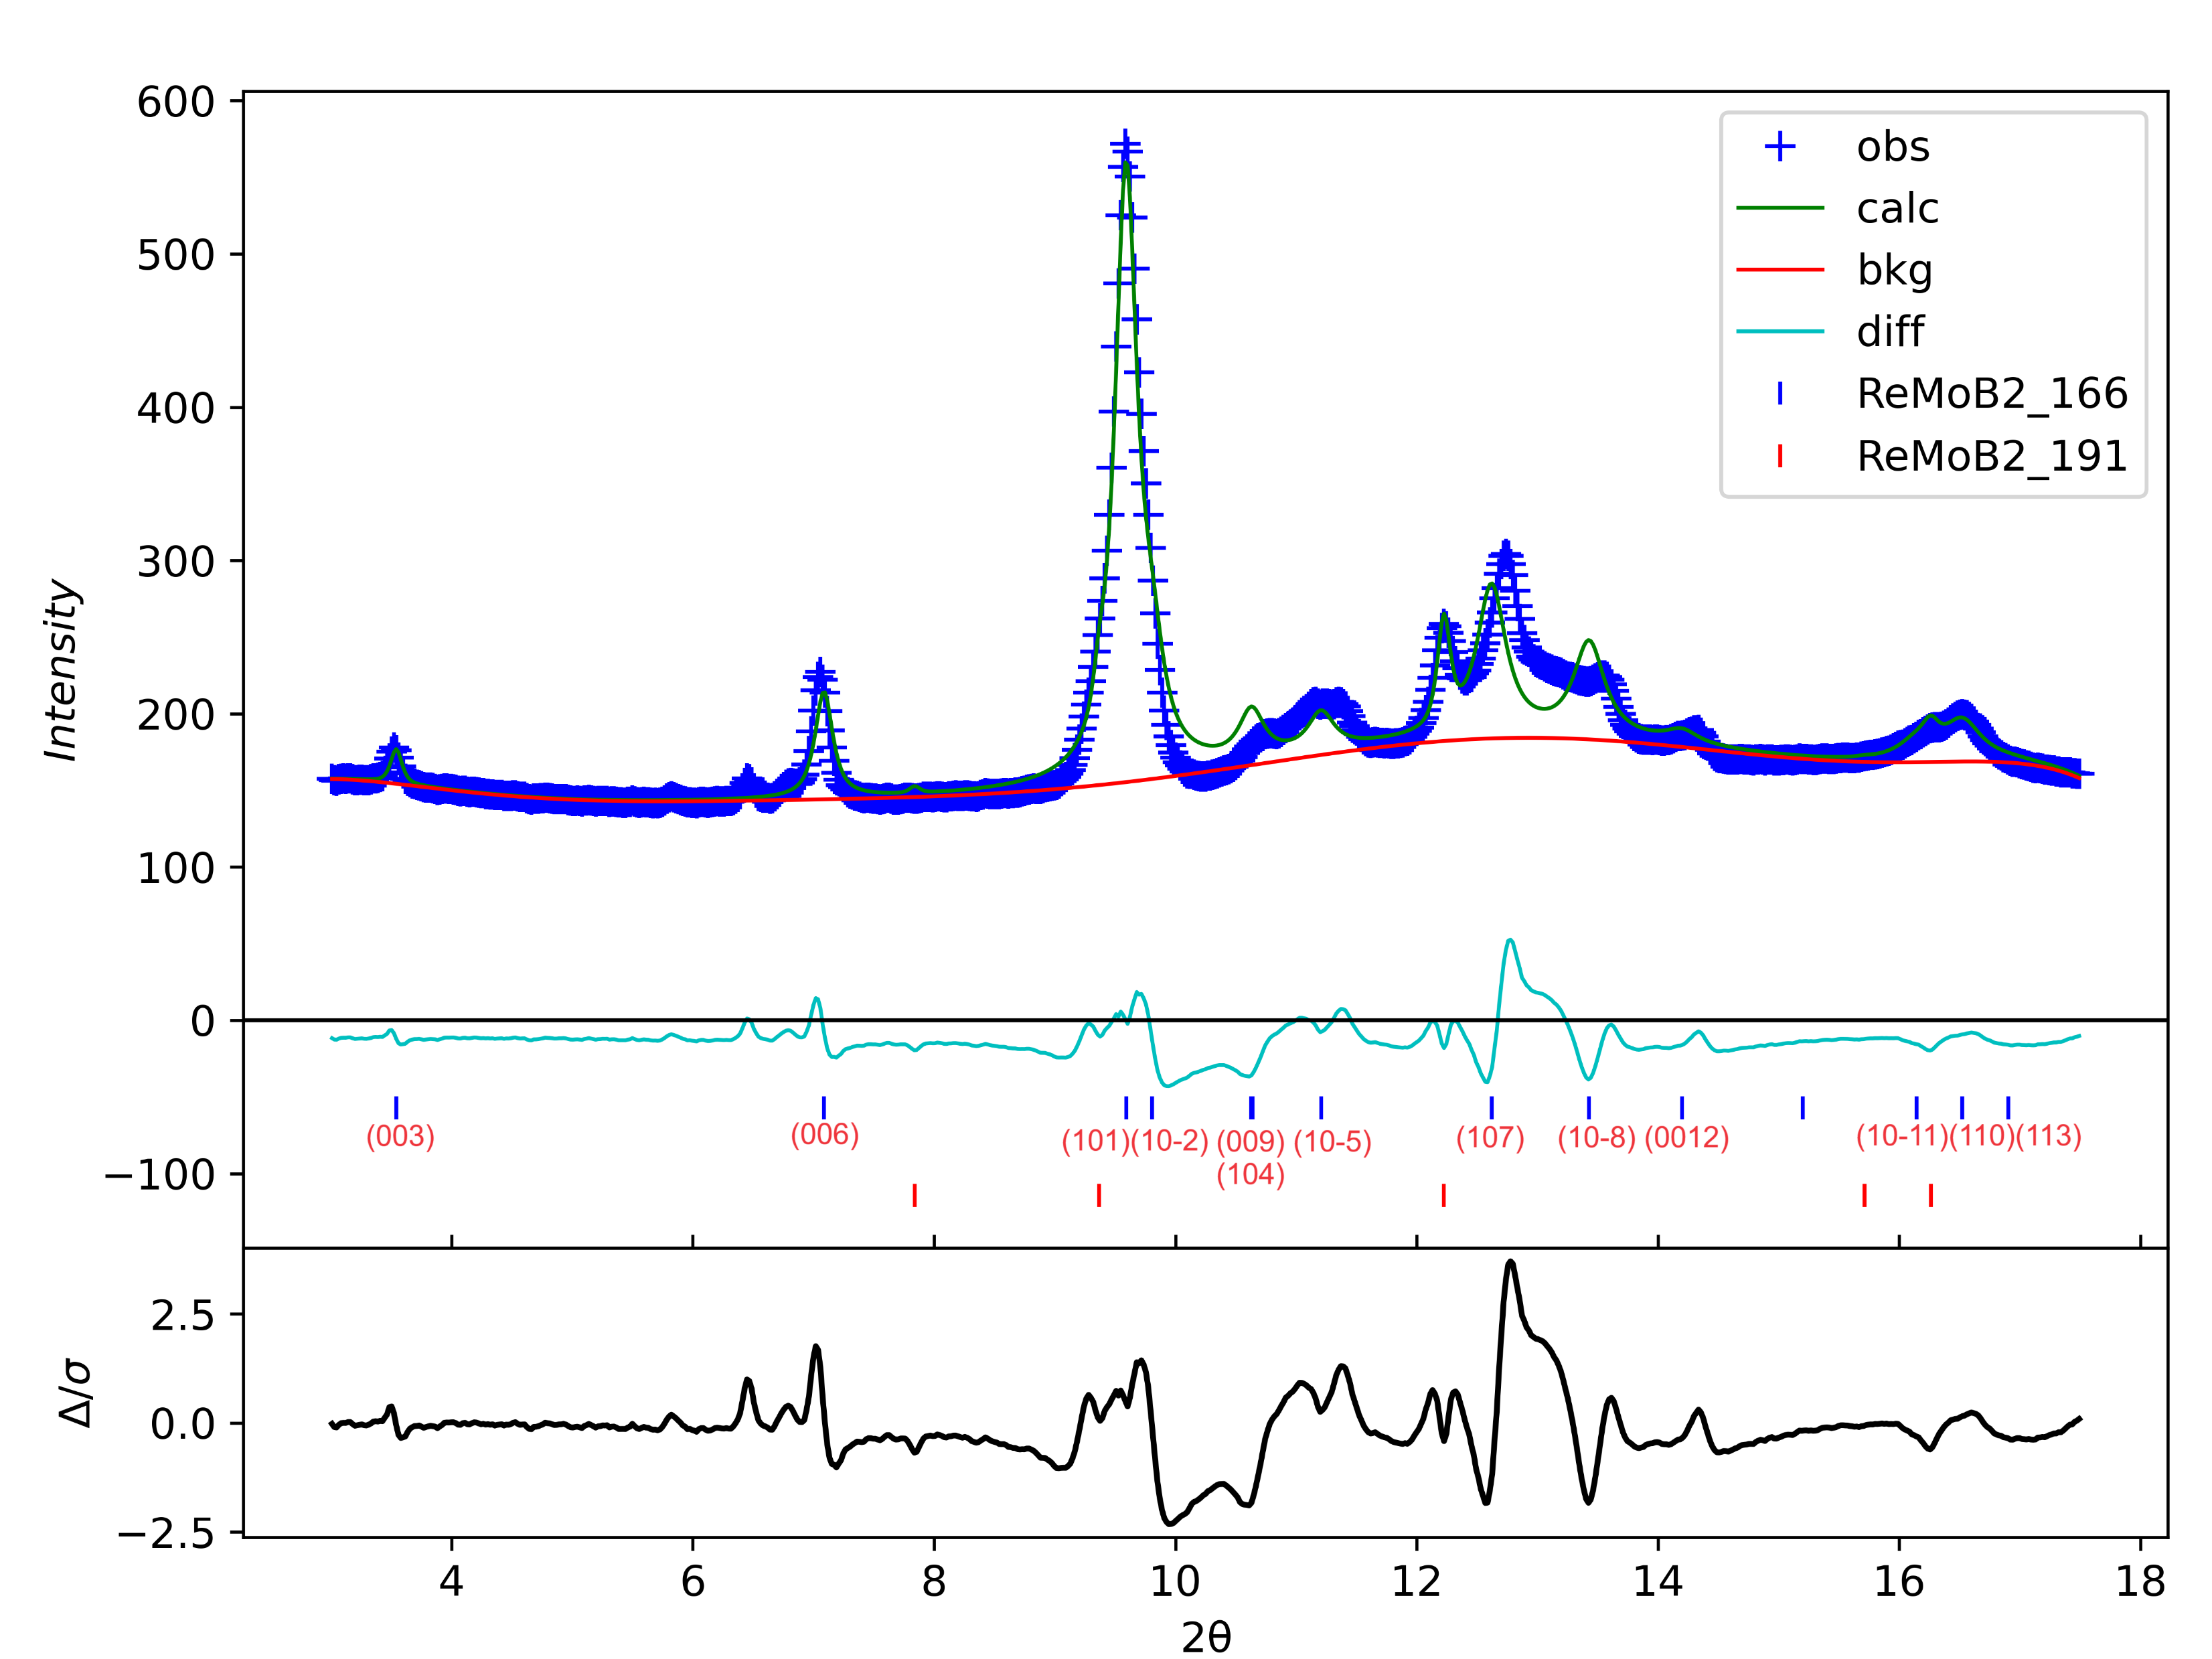 600
500
400
300
200
100
0
−100
Intensity
obs
calc
bkg
diff
ReMoB2_166
ReMoB2_191
(003)
(006)
(101)(10-2) (009) (10-5)
(104)
(107)
(10-8) (0012)
(10-11)(110)(113)
2.5
0.0
−2.5
Δ/σ
4 6 8 10 12 14 16 18
2θ